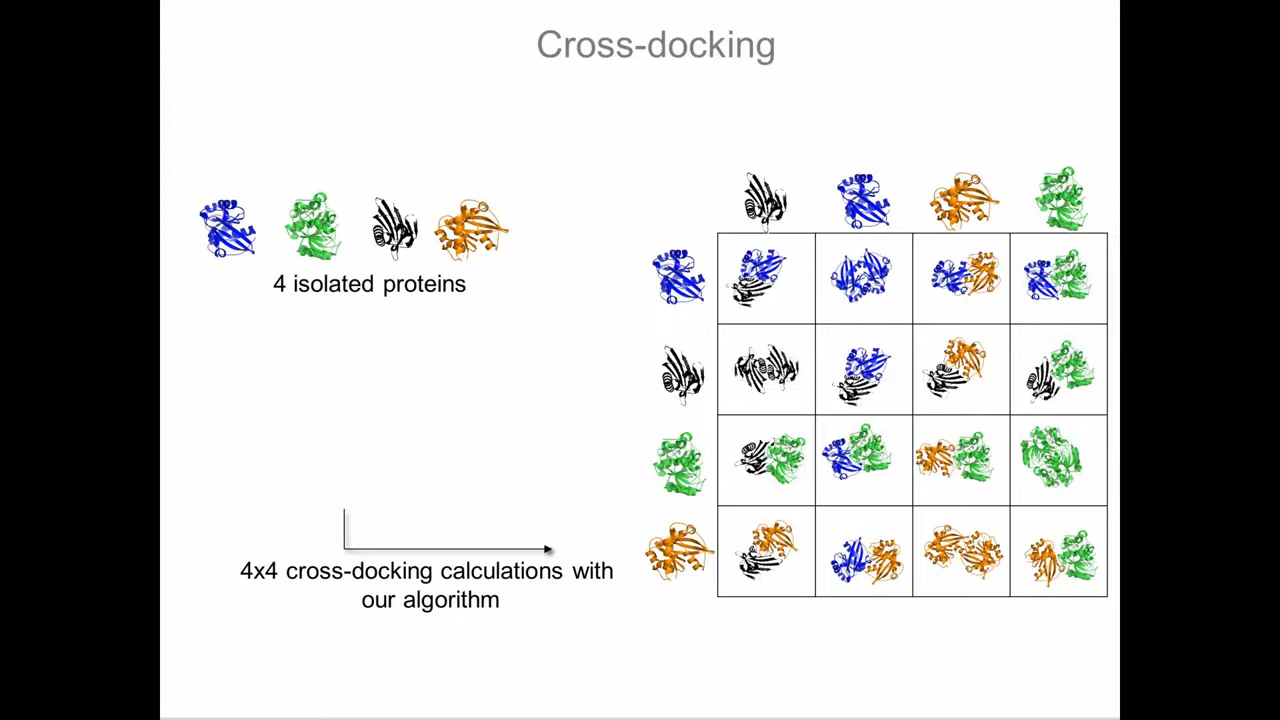 Cross-docking
4 isolated proteins
4x4 cross-docking calculations with
our algorithm